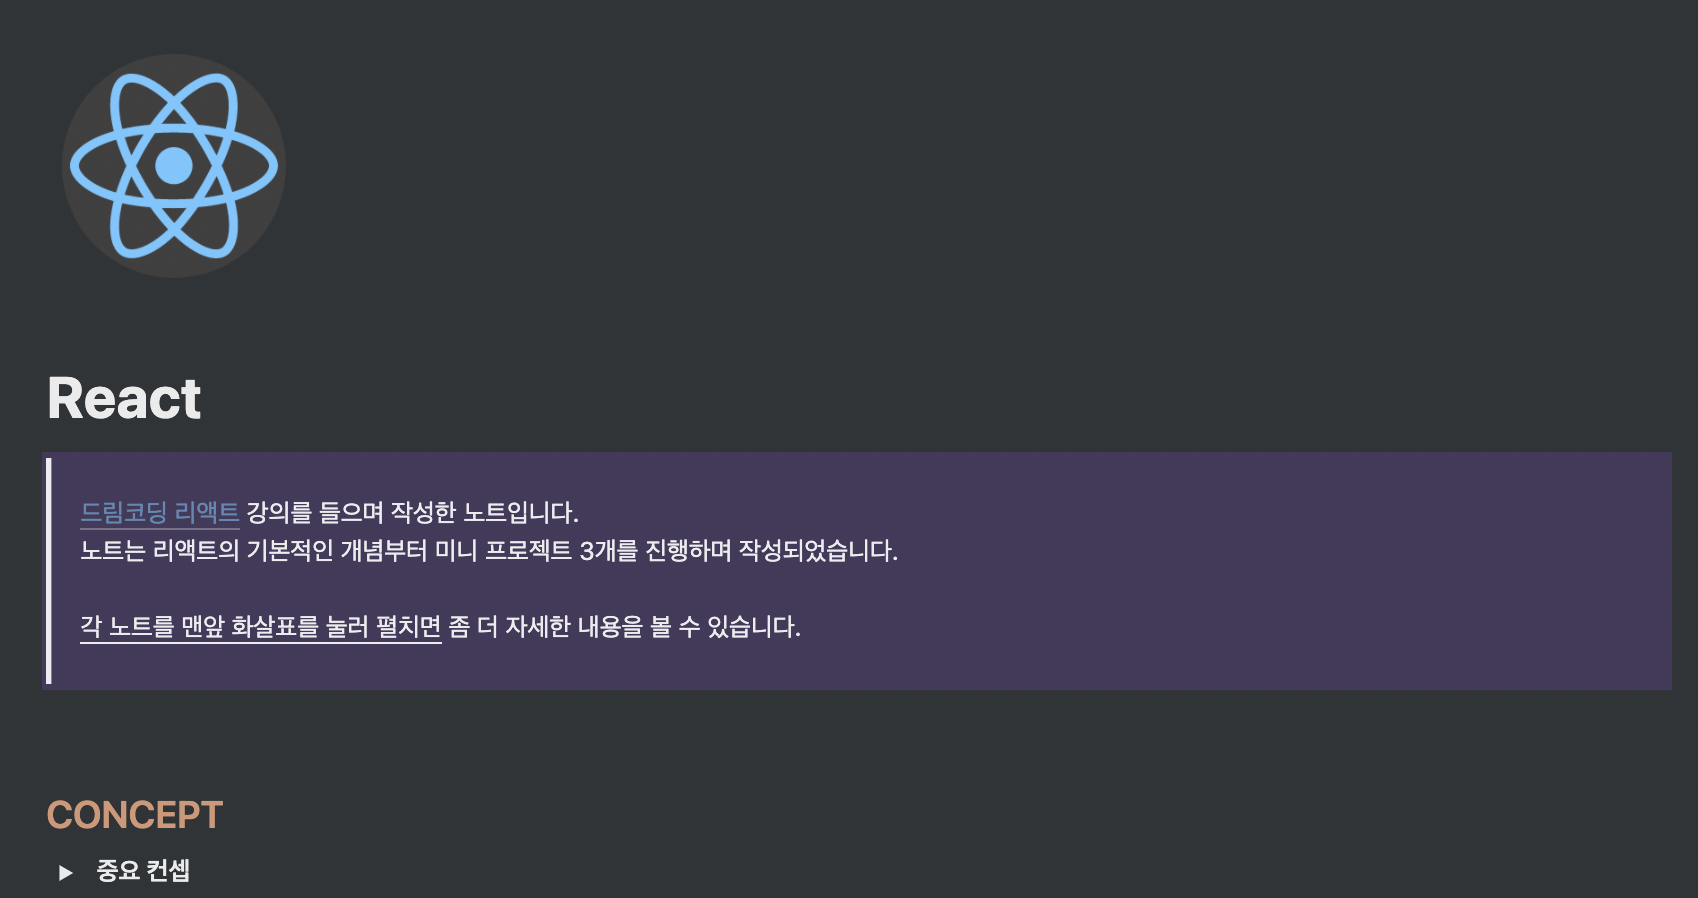 React
드림코딩 리액트 강의를 들으며 작성한 노트입니다.
노트는 리액트의 기본적인 개념부터 미니 프로젝트 3개를 진행하며 작성되었습니다.
각 노트를 맨앞 화살표를 눌러 펼치면 좀 더 자세한 내용을 볼 수 있습니다.
CONCEPT
중요 컨셉